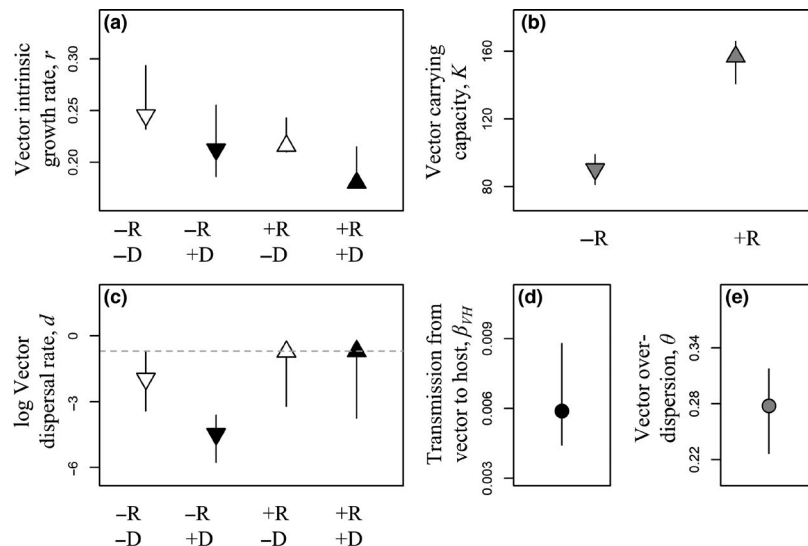 (a)
Vector intrinsic
growth rate, r
0.30
0.25
0.20
–R –R +R +R
–D +D –D +D
(b)
Vector carrying
capacity, K
160
120
80
–R +R
(c)
log Vector
dispersal rate, d
0
–3
–6
–R –R +R +R
–D +D –D +D
(d)
Transmission from
vector to host, βVH
0.009
0.006
0.003
(e)
Vector over-
dispersion, θ
0.34
0.28
0.22